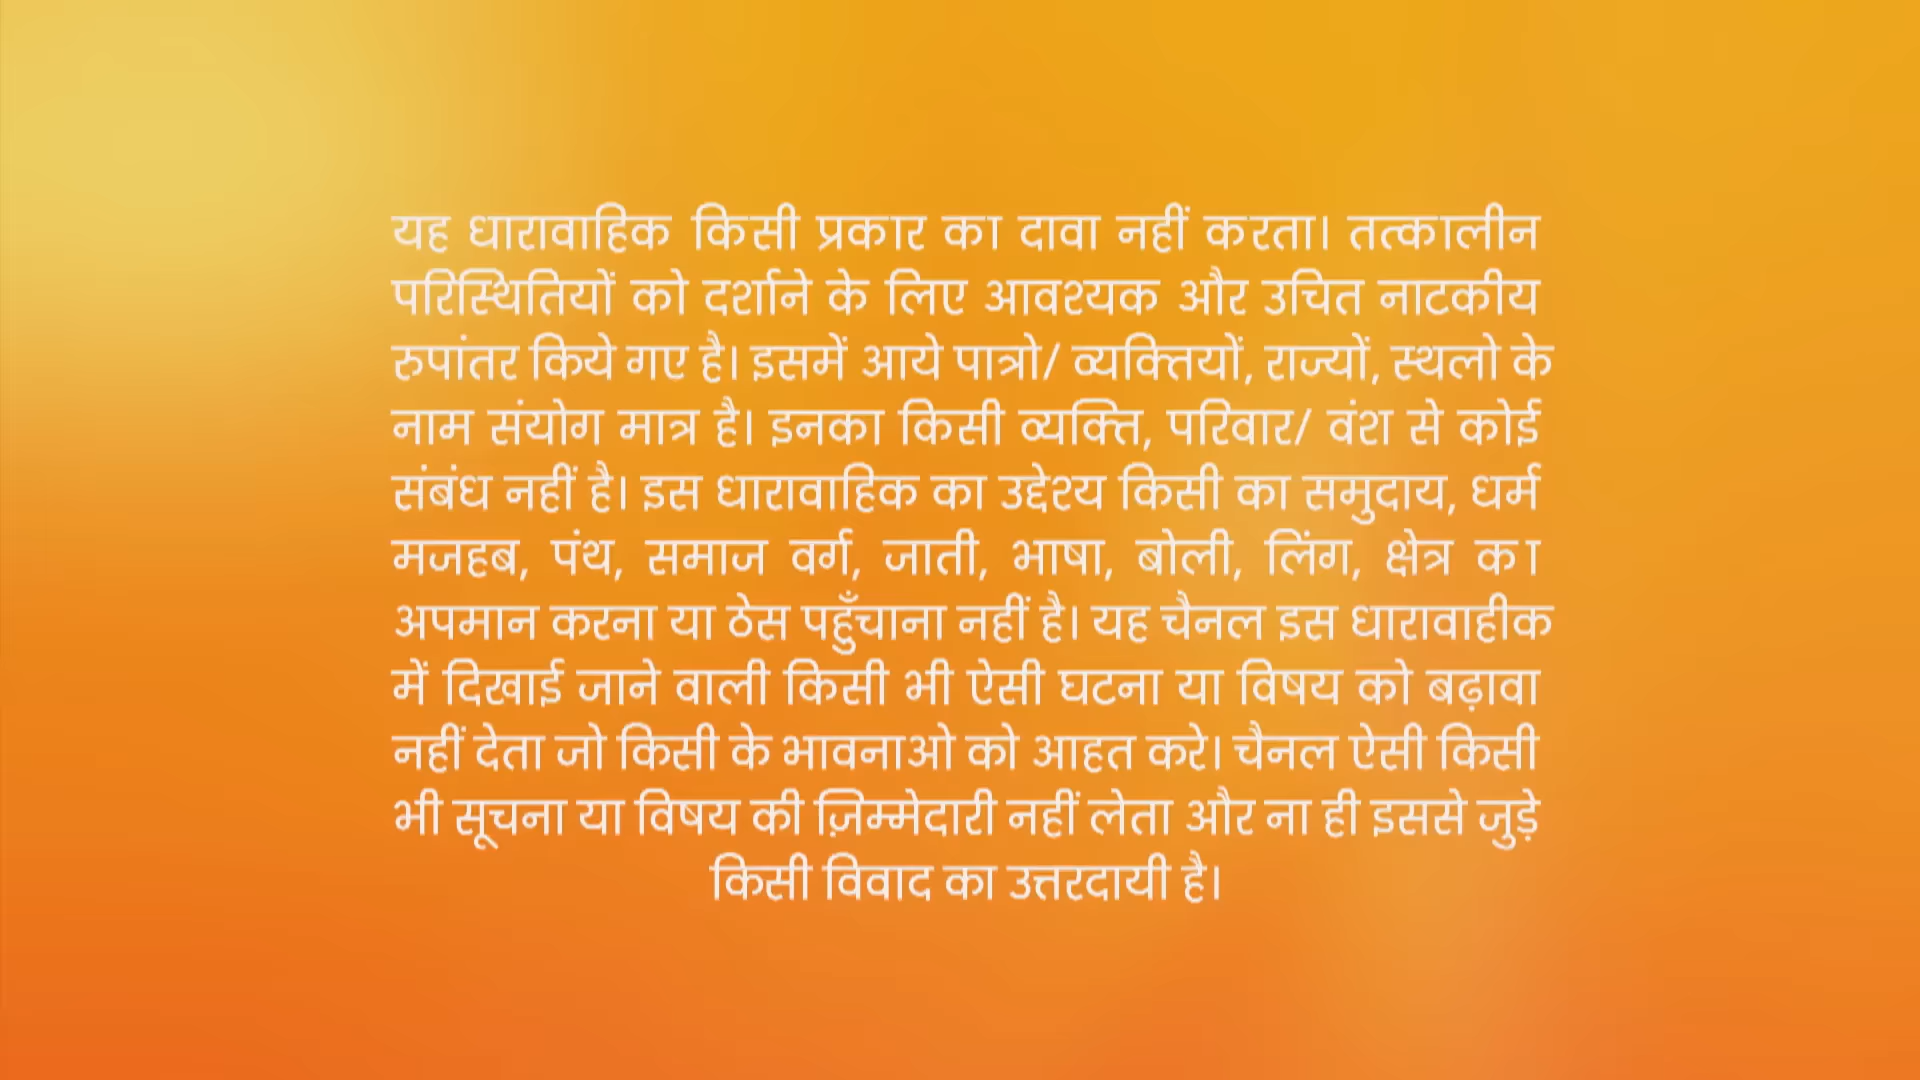 यह धारावाहिक किसी प्रकार का दावा नहीं करता। तत्कालीन
परिस्थितियों को दर्शाने के लिए आवश्यक और उचित नाटकीय
रुपांतर किये गए है। इसमें आये पात्रो/ व्यक्तियों, राज्यों, स्थलो के
नाम संयोग मात्र है। इनका किसी व्यक्ति, परिवार/ वंश से कोई
संबंध नहीं है। इस धारावाहिक का उद्देश्य किसी का समुदाय, धर्म
मजहब, पंथ, समाज वर्ग, जाती, भाषा, बोली, लिंग, क्षेत्र का
अपमान करना या ठेस पहुँचाना नहीं है। यह चैनल इस धारावाहीक
में दिखाई जाने वाली किसी भी ऐसी घटना या विषय को बढ़ावा
नहीं देता जो किसी के भावनाओ को आहत करे। चैनल ऐसी किसी
भी सूचना या विषय की ज़िम्मेदारी नहीं लेता और ना ही इससे जुड़े
किसी विवाद का उत्तरदायी है।